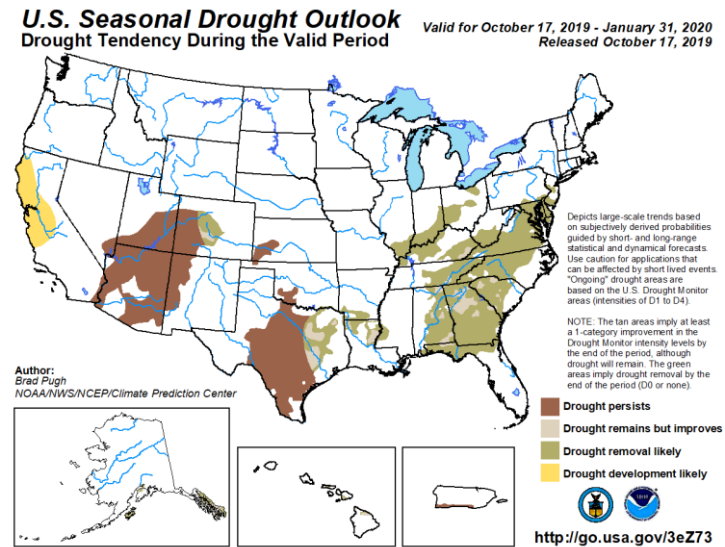 U.S. Seasonal Drought Outlook
Drought Tendency During the Valid Period
Valid for October 17, 2019 - January 31, 2020
Released October 17, 2019
Depicts large-scale trends based
on subjectively derived probabilities
guided by short- and long-range
statistical and dynamical forecasts.
Use caution for applications that
can be affected by short lived events.
"Ongoing" drought areas are
based on the U.S. Drought Monitor
areas (intensities of D1 to D4).
NOTE: The tan areas imply at least
a 1-category improvement in the
Drought Monitor intensity levels by
the end of the period, although
drought will remain. The green
areas imply drought removal by the
end of the period (D0 or none).
Author:
Brad Pugh
NOAA/NWS/NCEP/Climate Prediction Center
Drought persists
Drought remains but improves
Drought removal likely
Drought development likely
http://go.usa.gov/3eZ73